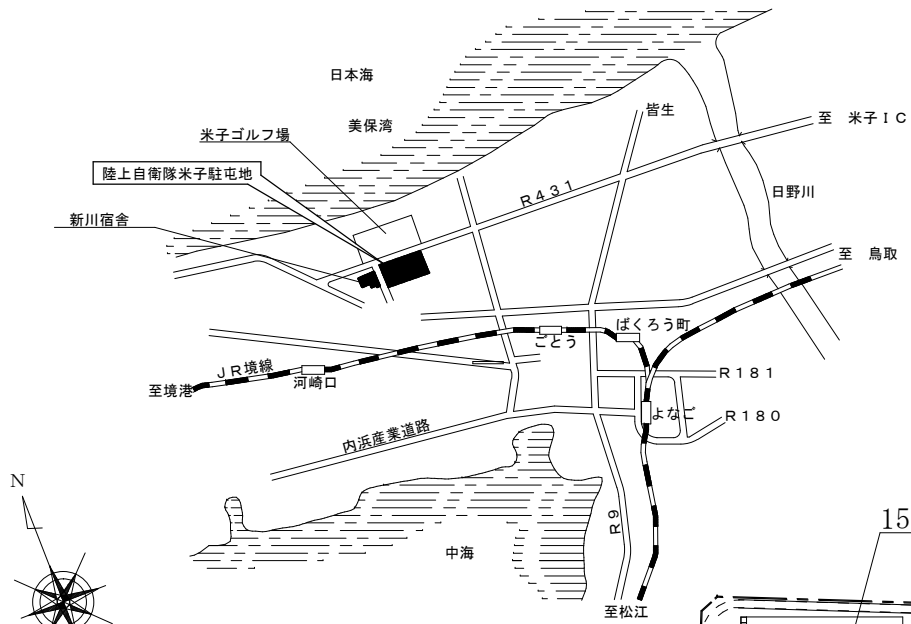 日本海
皆生
至　米子ＩＣ
美保湾
米子ゴルフ場
陸上自衛隊米子駐屯地
Ｒ４３１
日野川
新川宿舎
至　鳥取
ばくろう町
ごとう
ＪＲ境線
河崎口
至境港
Ｒ１８１
よなご
Ｒ１８０
内浜産業道路
N
Ｒ９
15
中海
至松江